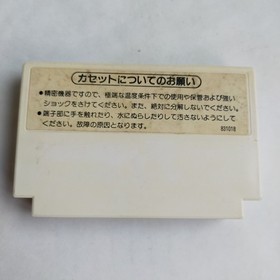 カセットについてのお願い
●精密機器ですので、極端な温度条件下での使用や保管および強い
ショックをさけてください。また、絶対に分解しないでください。
●端子部に手を触れたり、水にぬらしたりして汚さないようにして
ください。故障の原因となります。
831018